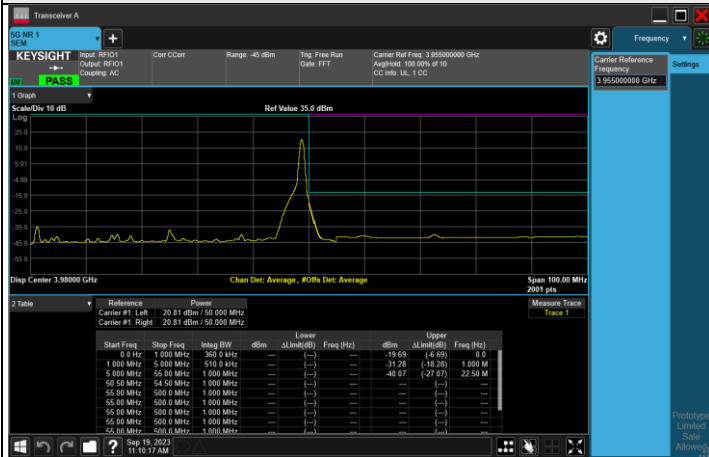 Transceiver A
5G NR 1
SEM
Frequency
KEYSIGHT Input: RFIO1 Corr CCorr Range: -45 dBm Trig: Free Run Carrier Ref Freq: 3.955000000 GHz
Output: RFIO1 Gate: FFT Avg|Hold: 100.00% of 10
Coupling: AC CC Info: UL, 1 CC
PASS
Carrier Reference
Frequency
3.955000000 GHz
Settings
1 Graph
Scale/Div 10 dB Ref Value 35.0 dBm
Log
25.0
15.0
5.01
-4.99
-15.0
-25.0
-35.0
-45.0
-55.0
Disp Center 3.98000 GHz Chan Det: Average , #Offs Det: Average Span 100.00 MHz
2001 pts
2 Table
Measure Trace
Trace 1
Reference Power
Carrier #1: Left 20.81 dBm / 50.000 MHz
Carrier #1: Right 20.81 dBm / 50.000 MHz
Lower Upper
Start Freq Stop Freq Integ BW dBm ΔLimit(dB) Freq (Hz) dBm ΔLimit(dB) Freq (Hz)
0.0 Hz 1.000 MHz 360.0 kHz --- (---) --- -19.69 (-6.69) 0.0
1.000 MHz 5.000 MHz 510.0 kHz --- (---) --- -31.28 (-18.28) 1.000 M
5.000 MHz 55.00 MHz 1.000 MHz --- (---) --- -40.07 (-27.07) 22.50 M
50.50 MHz 54.50 MHz 1.000 MHz --- (---) --- --- (---) ---
55.00 MHz 500.0 MHz 1.000 MHz --- (---) --- --- (---) ---
55.00 MHz 500.0 MHz 1.000 MHz --- (---) --- --- (---) ---
55.00 MHz 500.0 MHz 1.000 MHz --- (---) --- --- (---) ---
55.00 MHz 500.0 MHz 1.000 MHz --- (---) --- --- (---) ---
Prototype
Limited
Sale
Allowed
Sep 19, 2023
11:10:17 AM